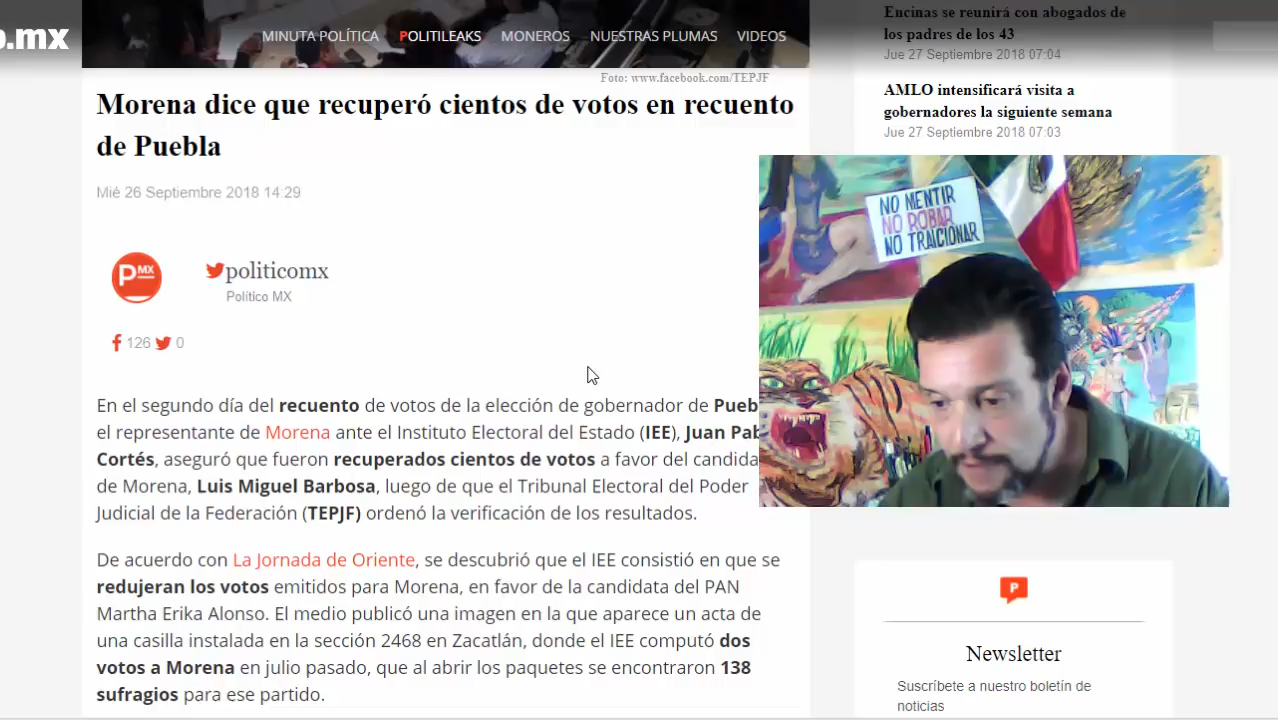 o.mx
MINUTA POLÍTICA POLITILEAKS MONEROS NUESTRAS PLUMAS VIDEOS
Foto: www.facebook.com/TEPJF
Morena dice que recuperó cientos de votos en recuento
de Puebla
Mié 26 Septiembre 2018 14:29
PMX
politicomx
Político MX
126 0
En el segundo día del recuento de votos de la elección de gobernador de Pueb
el representante de Morena ante el Instituto Electoral del Estado (IEE), Juan Pab
Cortés, aseguró que fueron recuperados cientos de votos a favor del candida
de Morena, Luis Miguel Barbosa, luego de que el Tribunal Electoral del Poder
Judicial de la Federación (TEPJF) ordenó la verificación de los resultados.
De acuerdo con La Jornada de Oriente, se descubrió que el IEE consistió en que se
redujeran los votos emitidos para Morena, en favor de la candidata del PAN
Martha Erika Alonso. El medio publicó una imagen en la que aparece un acta de
una casilla instalada en la sección 2468 en Zacatlán, donde el IEE computó dos
votos a Morena en julio pasado, que al abrir los paquetes se encontraron 138
sufragios para ese partido.
Encinas se reunirá con abogados de
los padres de los 43
Jue 27 Septiembre 2018 07:04
AMLO intensificará visita a
gobernadores la siguiente semana
Jue 27 Septiembre 2018 07:03
NO MENTIR
NO ROBAR
NO TRAICIONAR
P
Newsletter
Suscríbete a nuestro boletín de
noticias